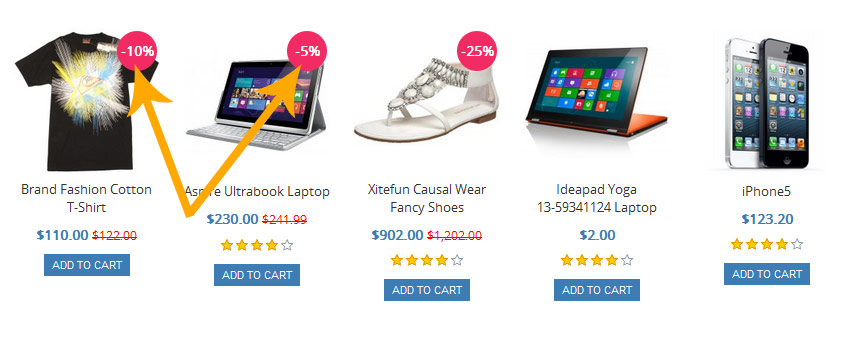 -10%
-5%
-25%
Brand Fashion Cotton
T-Shirt
$110.00 $122.00
ADD TO CART
Aspire Ultrabook Laptop
$230.00 $241.99
ADD TO CART
Xitefun Causal Wear
Fancy Shoes
$902.00 $1,202.00
ADD TO CART
Ideapad Yoga
13-59341124 Laptop
$2.00
ADD TO CART
iPhone5
$123.20
ADD TO CART